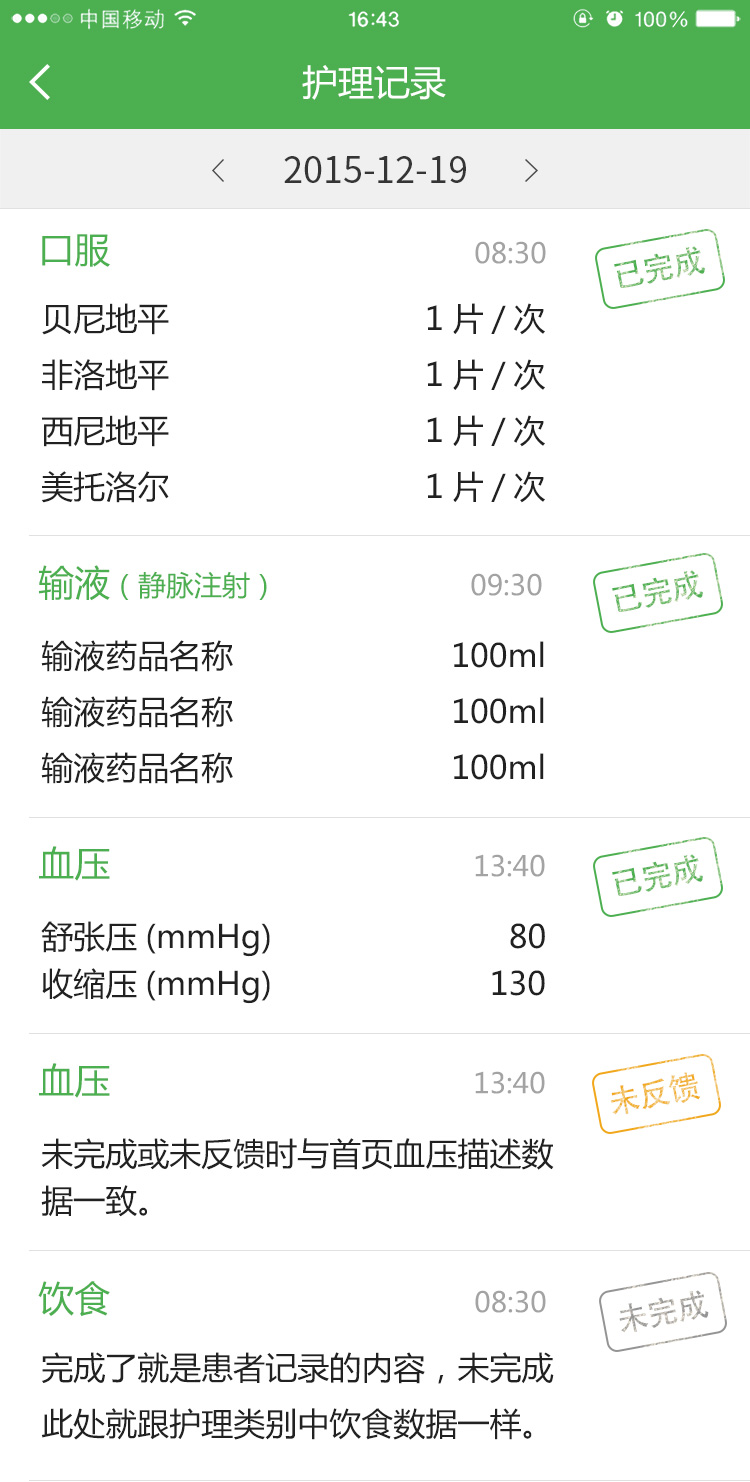 中国移动 16:43 100%
护理记录
2015-12-19
口服 08:30 已完成
贝尼地平 1 片 / 次
非洛地平 1 片 / 次
西尼地平 1 片 / 次
美托洛尔 1 片 / 次
输液 ( 静脉注射 ) 09:30 已完成
输液药品名称 100ml
输液药品名称 100ml
输液药品名称 100ml
血压 13:40 已完成
舒张压 (mmHg) 80
收缩压 (mmHg) 130
血压 13:40 未反馈
未完成或未反馈时与首页血压描述数
据一致。
饮食 08:30 未完成
完成了就是患者记录的内容，未完成
此处就跟护理类别中饮食数据一样。